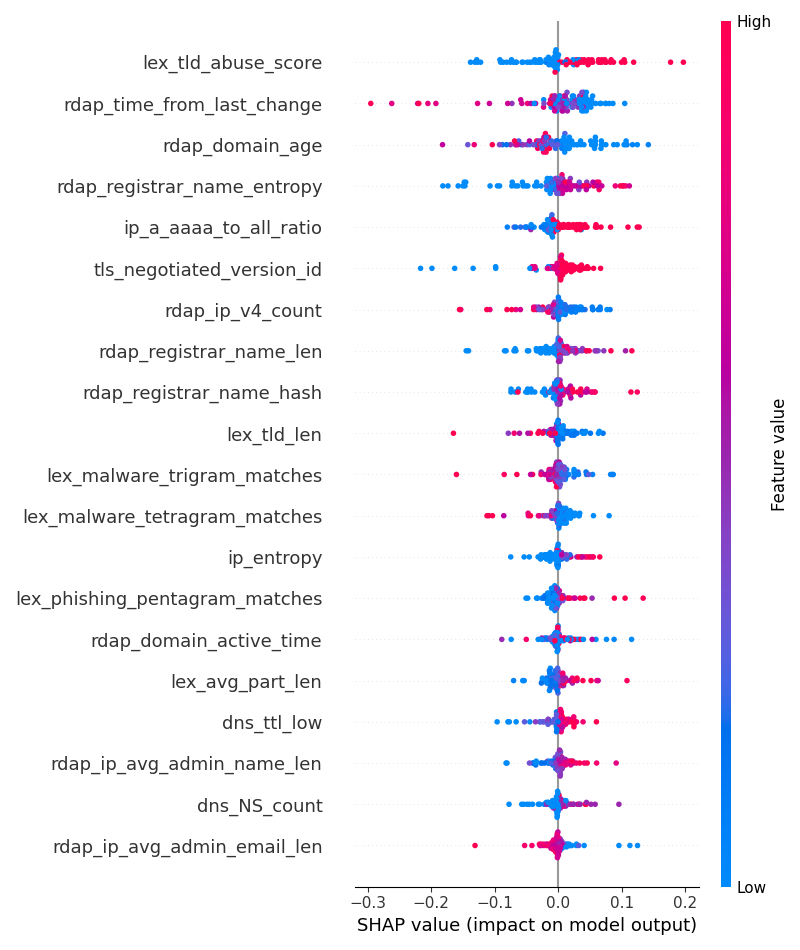 High
lex_tld_abuse_score
rdap_time_from_last_change
rdap_domain_age
rdap_registrar_name_entropy
ip_a_aaaa_to_all_ratio
tls_negotiated_version_id
rdap_ip_v4_count
rdap_registrar_name_len
rdap_registrar_name_hash
lex_tld_len
lex_malware_trigram_matches
lex_malware_tetragram_matches
ip_entropy
lex_phishing_pentagram_matches
rdap_domain_active_time
lex_avg_part_len
dns_ttl_low
rdap_ip_avg_admin_name_len
dns_NS_count
rdap_ip_avg_admin_email_len
Feature value
Low
−0.3 −0.2 −0.1 0.0 0.1 0.2
SHAP value (impact on model output)